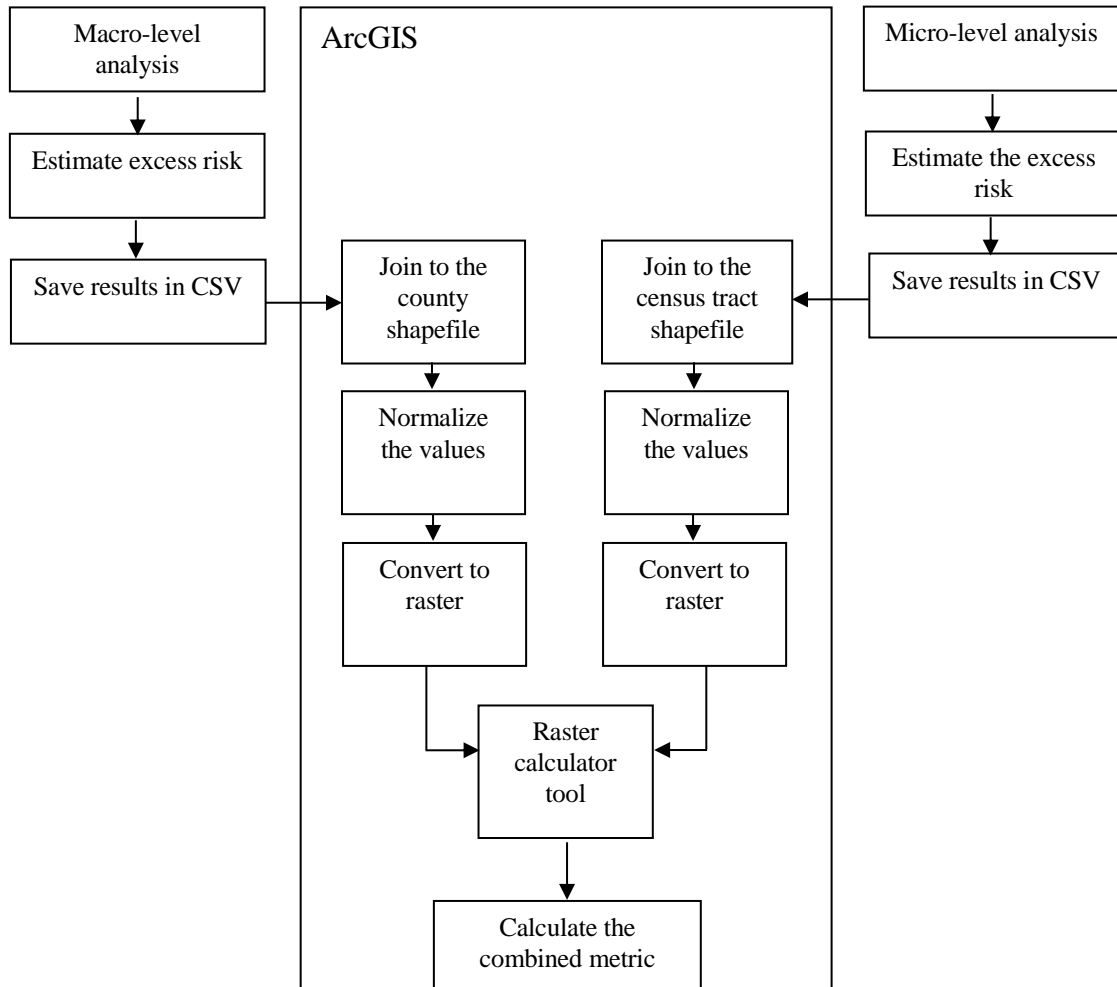 Macro-level
analysis
Estimate excess risk
Save results in CSV
ArcGIS
Join to the
county
shapefile
Normalize
the values
Convert to
raster
Join to the
census tract
shapefile
Normalize
the values
Convert to
raster
Raster
calculator
tool
Calculate the
combined metric
Micro-level analysis
Estimate the excess
risk
Save results in CSV